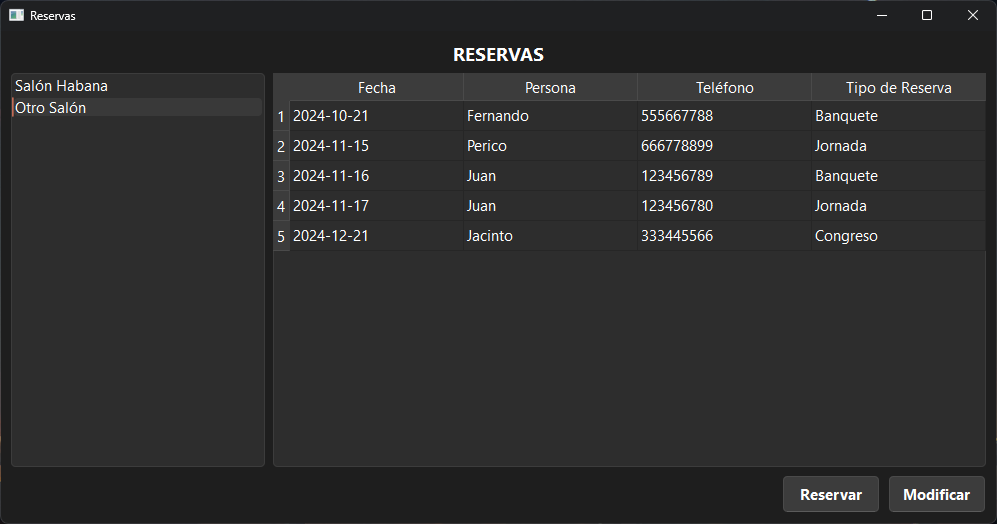 Reservas
RESERVAS
Salón Habana
Otro Salón
Fecha Persona Teléfono Tipo de Reserva
1 2024-10-21 Fernando 555667788 Banquete
2 2024-11-15 Perico 666778899 Jornada
3 2024-11-16 Juan 123456789 Banquete
4 2024-11-17 Juan 123456780 Jornada
5 2024-12-21 Jacinto 333445566 Congreso
Reservar Modificar